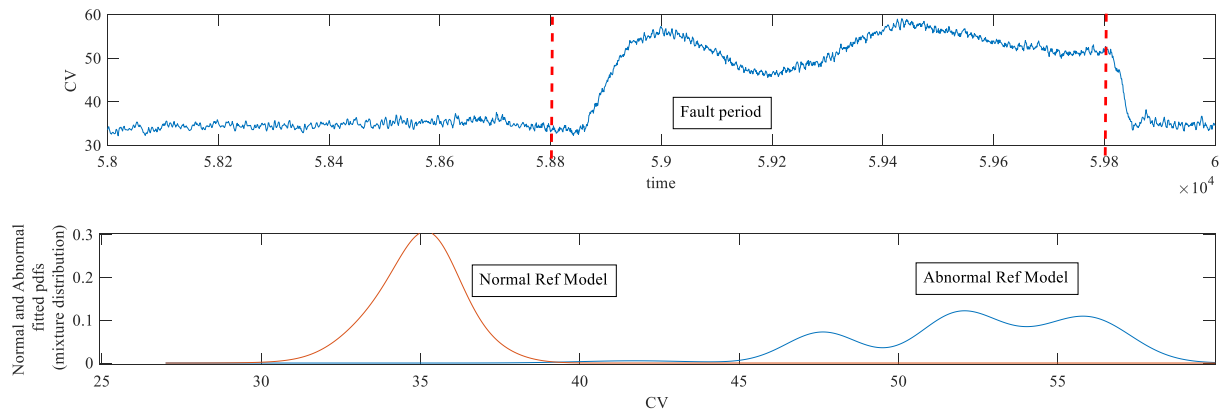 60
50
40
30
CV
Fault period
5.8 5.82 5.84 5.86 5.88 5.9 5.92 5.94 5.96 5.98 6
time
×10⁴
Normal and Abnormal
fitted pdfs
(mixture distribution)
0.3
0.2
0.1
0
Normal Ref Model
Abnormal Ref Model
25 30 35 40 45 50 55
CV